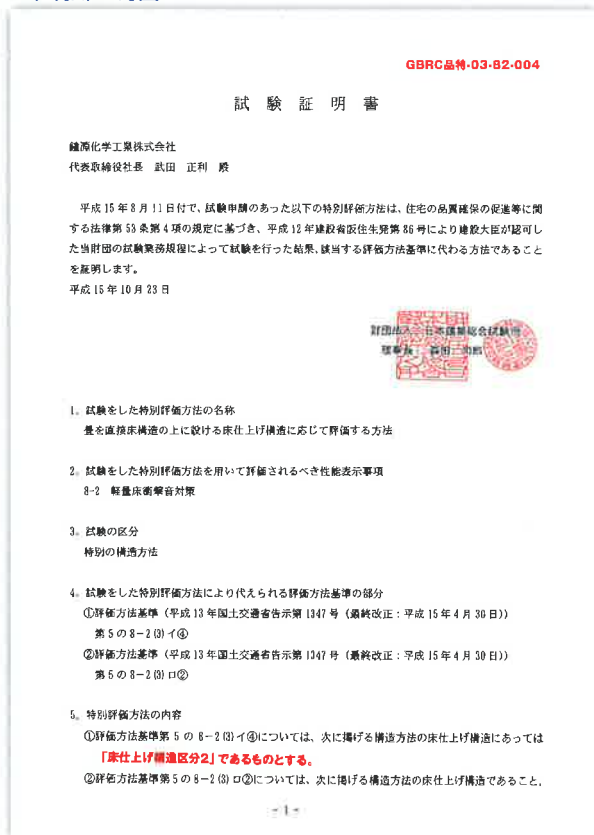 GBRC品特-03-82-004
試験証明書
鐘源化学工業株式会社
代表取締役社長 武田 正利 殿
平成15年8月11日付で、試験申請のあった以下の特別評価方法は、住宅の品質確保の促進等に関
する法律第53条第4項の規定に基づき、平成12年建設省阪住生発第86号により建設大臣が認可し
た当財団の試験業務規程によって試験を行った結果、該当する評価方法基準に代わる方法であること
を証明します。
平成15年10月23日
財団法人 日本建築総合試験所
理事長
1。試験をした特別評価方法の名称
畳を直接床構造の上に設ける床仕上げ構造に応じて評価する方法
2。試験をした特別評価方法を用いて評価されるべき性能表示事項
8-2 軽量床衝撃音対策
3。試験の区分
特別の構造方法
4。試験をした特別評価方法により代えられる評価方法基準の部分
①評価方法基準（平成13年国土交通省告示第1347号（最終改正：平成15年4月30日））
第5の8－2(3)イ④
②評価方法基準（平成13年国土交通省告示第1347号（最終改正：平成15年4月30日））
第5の8－2(3)ロ②
5。特別評価方法の内容
①評価方法基準第5の8－2(3)イ④については、次に掲げる構造方法の床仕上げ構造にあっては
「床仕上げ構造区分2」であるものとする。
②評価方法基準第5の8－2(3)ロ②については、次に掲げる構造方法の床仕上げ構造であること。
-1-